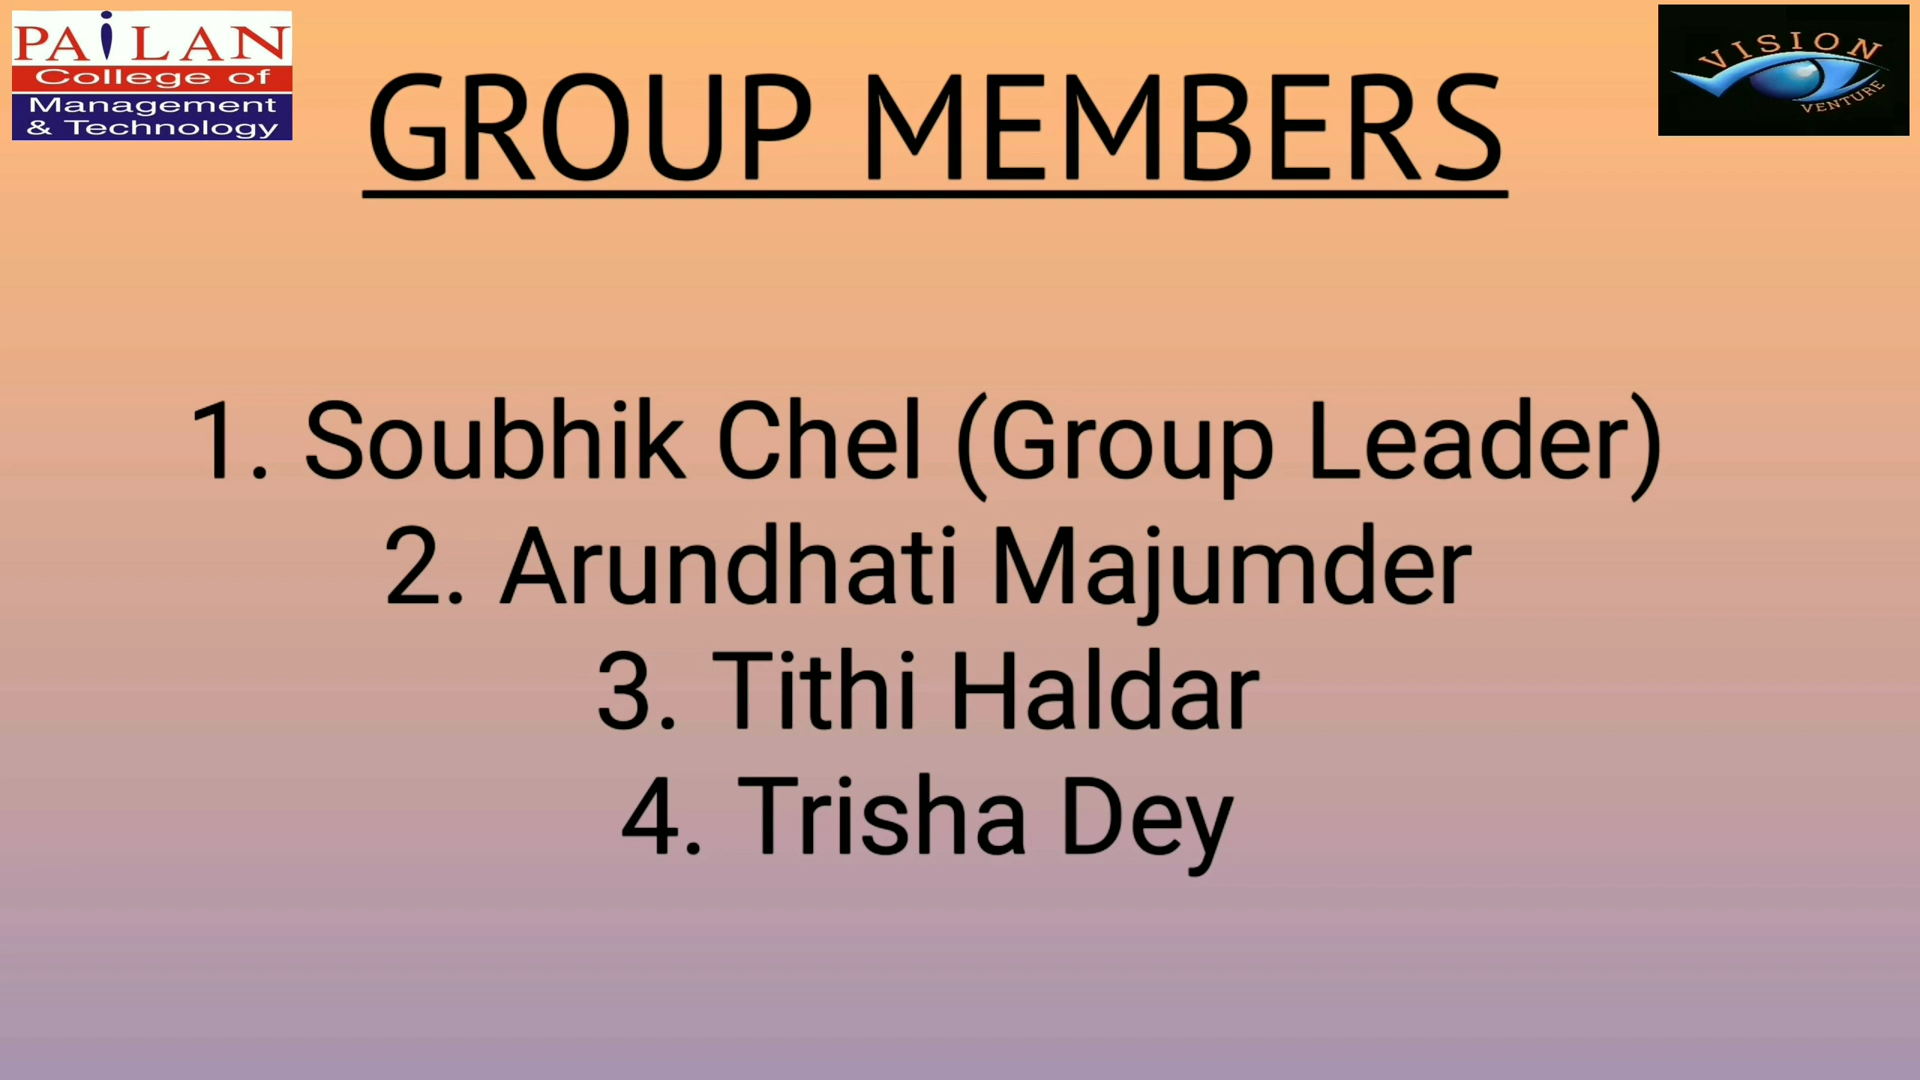 PAiLAN
College of
Management
& Technology
VISION
VENTURE
GROUP MEMBERS
1. Soubhik Chel (Group Leader)
2. Arundhati Majumder
3. Tithi Haldar
4. Trisha Dey